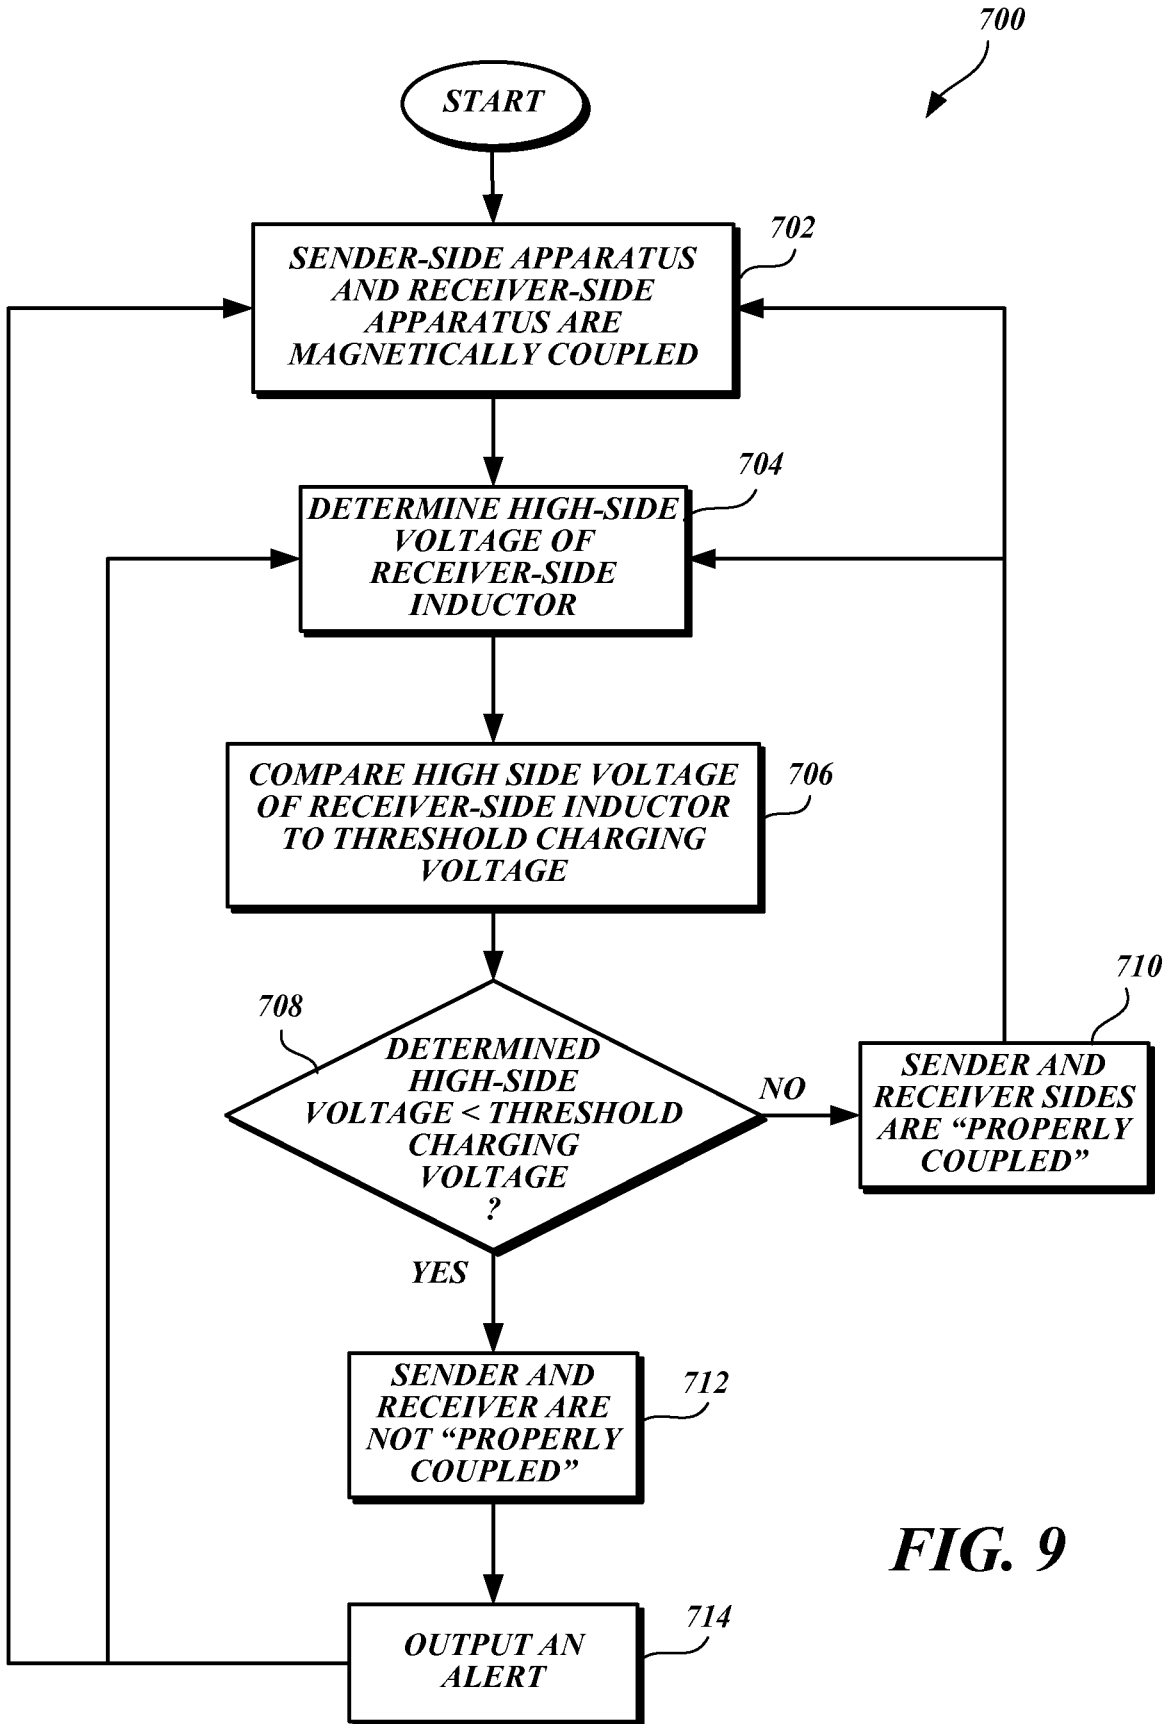 700
START
702
SENDER-SIDE APPARATUS
AND RECEIVER-SIDE
APPARATUS ARE
MAGNETICALLY COUPLED
704
DETERMINE HIGH-SIDE
VOLTAGE OF
RECEIVER-SIDE
INDUCTOR
706
COMPARE HIGH SIDE VOLTAGE
OF RECEIVER-SIDE INDUCTOR
TO THRESHOLD CHARGING
VOLTAGE
708
DETERMINED
HIGH-SIDE
VOLTAGE < THRESHOLD
CHARGING
VOLTAGE
?
NO
710
SENDER AND
RECEIVER SIDES
ARE “PROPERLY
COUPLED”
YES
712
SENDER AND
RECEIVER ARE
NOT “PROPERLY
COUPLED”
714
OUTPUT AN
ALERT
FIG. 9